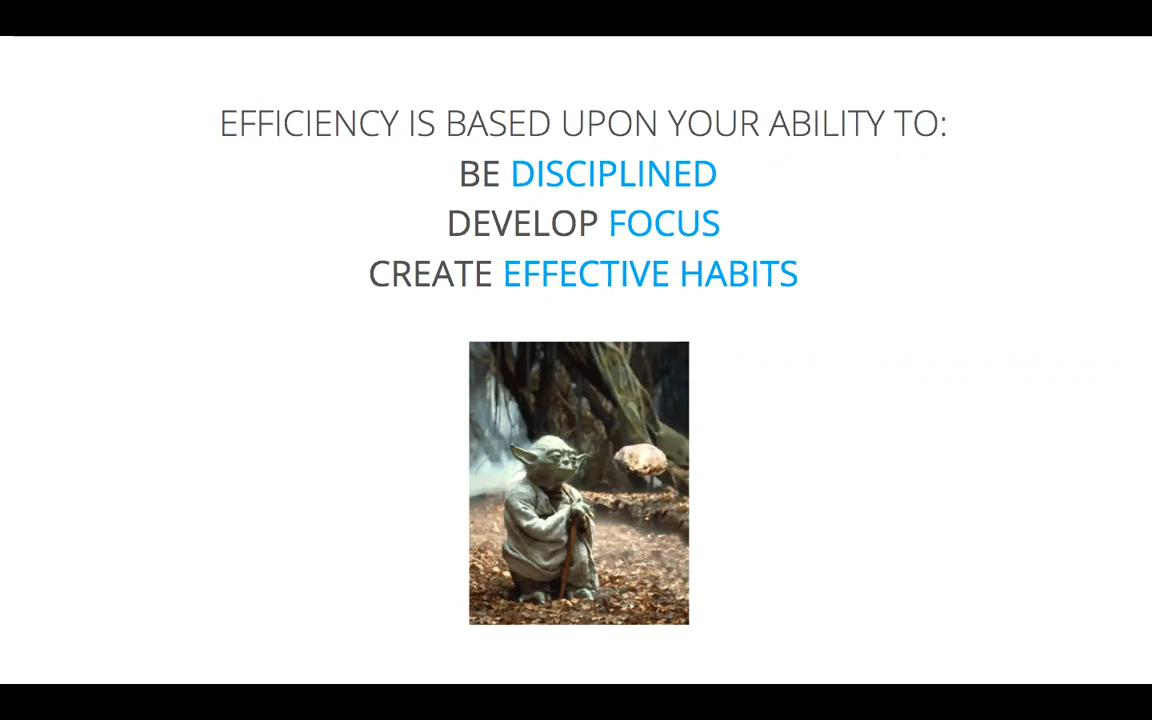 EFFICIENCY IS BASED UPON YOUR ABILITY TO:
BE DISCIPLINED
DEVELOP FOCUS
CREATE EFFECTIVE HABITS